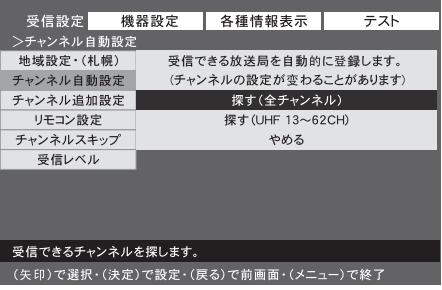 受信設定 機器設定 各種情報表示 テスト
＞チャンネル自動設定
地域設定・（札幌）
チャンネル自動設定
チャンネル追加設定
リモコン設定
チャンネルスキップ
受信レベル
受信できる放送局を自動的に登録します。
（チャンネルの設定が変わることがあります）
探す（全チャンネル）
探す（UHF 13～62CH）
やめる
受信できるチャンネルを探します。
（矢印）で選択・（決定）で設定・（戻る）で前画面・（メニュー）で終了